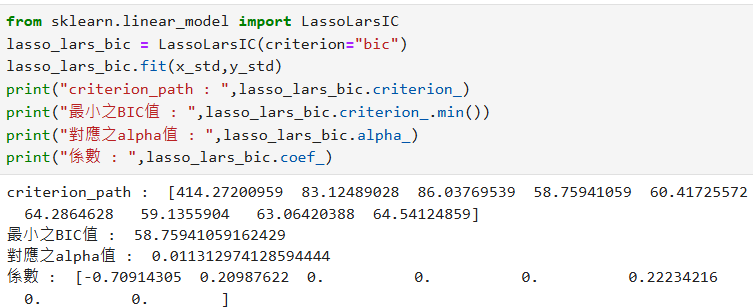 from sklearn.linear_model import LassoLarsIC
lasso_lars_bic = LassoLarsIC(criterion="bic")
lasso_lars_bic.fit(x_std,y_std)
print("criterion_path : ",lasso_lars_bic.criterion_)
print("最小之BIC值 : ",lasso_lars_bic.criterion_.min())
print("對應之alpha值 : ",lasso_lars_bic.alpha_)
print("係數 : ",lasso_lars_bic.coef_)
criterion_path :  [414.27200959  83.12489028  86.03769539  58.75941059  60.41725572
  64.2864628   59.1355904   63.06420388  64.54124859]
最小之BIC值 :  58.75941059162429
對應之alpha值 :  0.011312974128594444
係數 :  [-0.70914305  0.20987622  0.          0.          0.          0.22234216
  0.          0.        ]